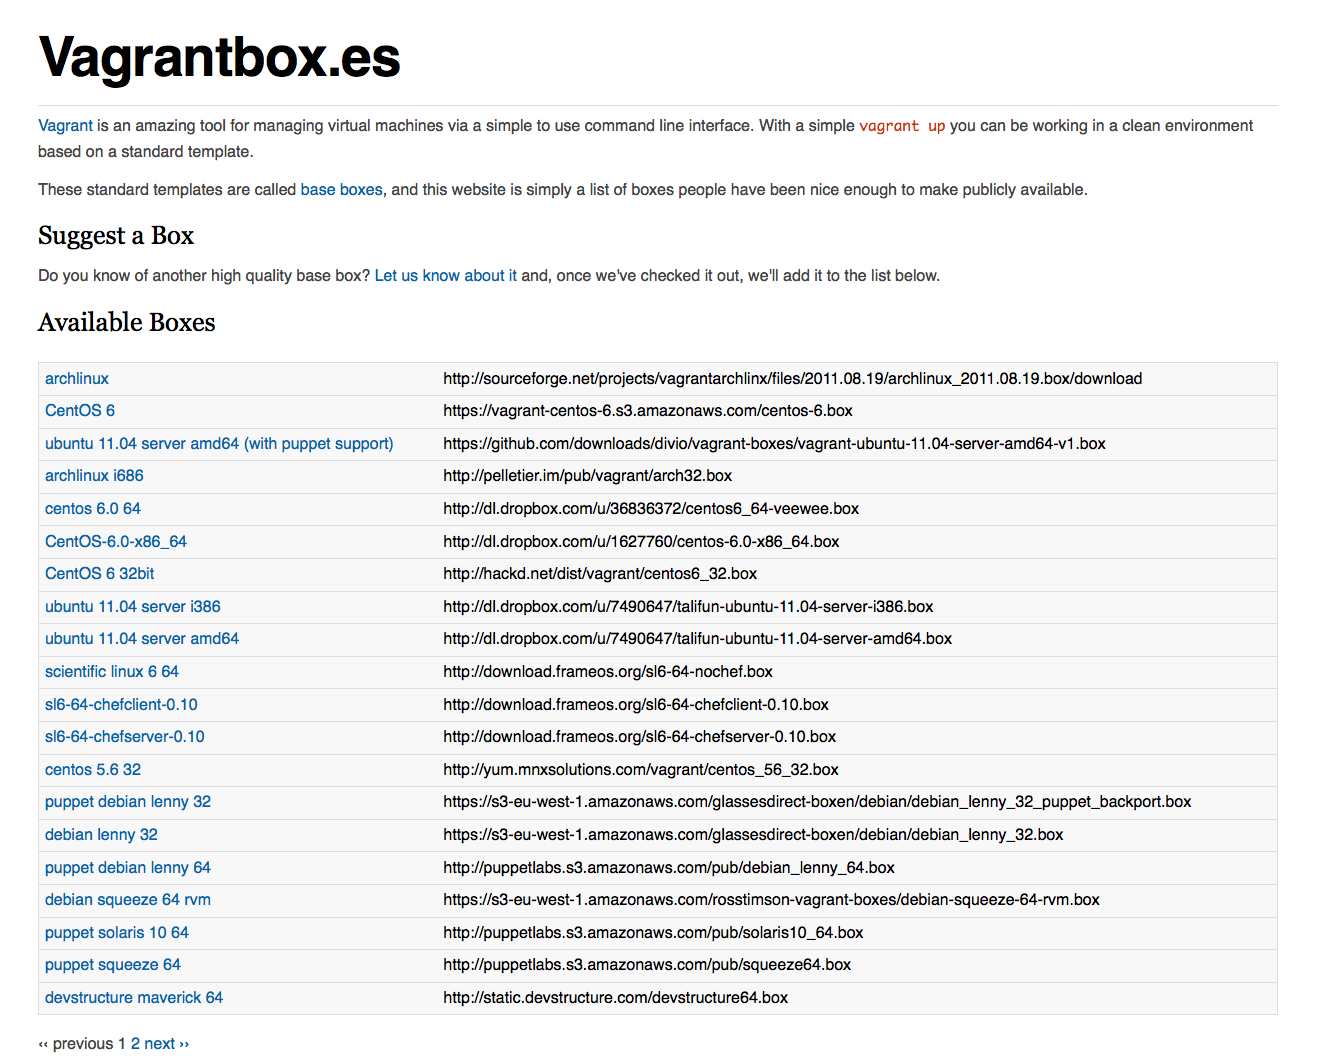 Vagrantbox.es
Vagrant is an amazing tool for managing virtual machines via a simple to use command line interface. With a simple vagrant up you can be working in a clean environment
based on a standard template.
These standard templates are called base boxes, and this website is simply a list of boxes people have been nice enough to make publicly available.
Suggest a Box
Do you know of another high quality base box? Let us know about it and, once we've checked it out, we'll add it to the list below.
Available Boxes
archlinux http://sourceforge.net/projects/vagrantarchlinx/files/2011.08.19/archlinux_2011.08.19.box/download
CentOS 6 https://vagrant-centos-6.s3.amazonaws.com/centos-6.box
ubuntu 11.04 server amd64 (with puppet support) https://github.com/downloads/divio/vagrant-boxes/vagrant-ubuntu-11.04-server-amd64-v1.box
archlinux i686 http://pelletier.im/pub/vagrant/arch32.box
centos 6.0 64 http://dl.dropbox.com/u/36836372/centos6_64-veewee.box
CentOS-6.0-x86_64 http://dl.dropbox.com/u/1627760/centos-6.0-x86_64.box
CentOS 6 32bit http://hackd.net/dist/vagrant/centos6_32.box
ubuntu 11.04 server i386 http://dl.dropbox.com/u/7490647/talifun-ubuntu-11.04-server-i386.box
ubuntu 11.04 server amd64 http://dl.dropbox.com/u/7490647/talifun-ubuntu-11.04-server-amd64.box
scientific linux 6 64 http://download.frameos.org/sl6-64-nochef.box
sl6-64-chefclient-0.10 http://download.frameos.org/sl6-64-chefclient-0.10.box
sl6-64-chefserver-0.10 http://download.frameos.org/sl6-64-chefserver-0.10.box
centos 5.6 32 http://yum.mnxsolutions.com/vagrant/centos_56_32.box
puppet debian lenny 32 https://s3-eu-west-1.amazonaws.com/glassesdirect-boxen/debian/debian_lenny_32_puppet_backport.box
debian lenny 32 https://s3-eu-west-1.amazonaws.com/glassesdirect-boxen/debian/debian_lenny_32.box
puppet debian lenny 64 http://puppetlabs.s3.amazonaws.com/pub/debian_lenny_64.box
debian squeeze 64 rvm https://s3-eu-west-1.amazonaws.com/rosstimson-vagrant-boxes/debian-squeeze-64-rvm.box
puppet solaris 10 64 http://puppetlabs.s3.amazonaws.com/pub/solaris10_64.box
puppet squeeze 64 http://puppetlabs.s3.amazonaws.com/pub/squeeze64.box
devstructure maverick 64 http://static.devstructure.com/devstructure64.box
‹‹ previous 1 2 next ››